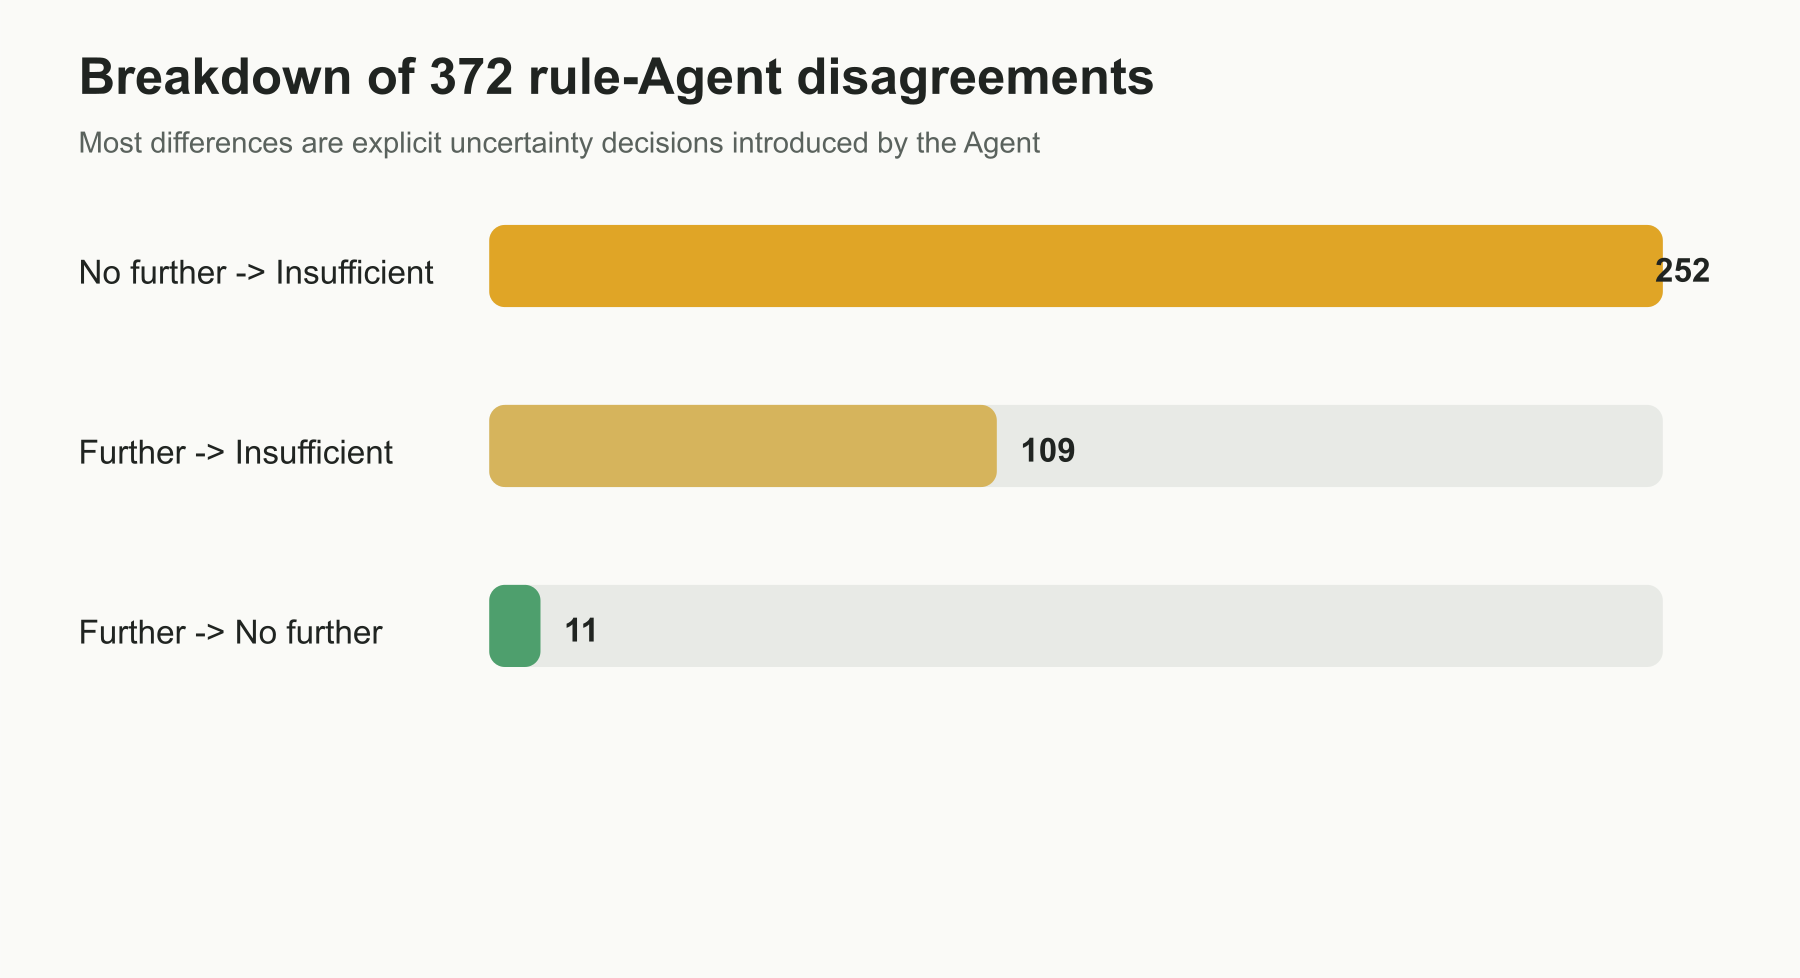 Breakdown of 372 rule-Agent disagreements
Most differences are explicit uncertainty decisions introduced by the Agent
No further -> Insufficient 252
Further -> Insufficient 109
Further -> No further 11